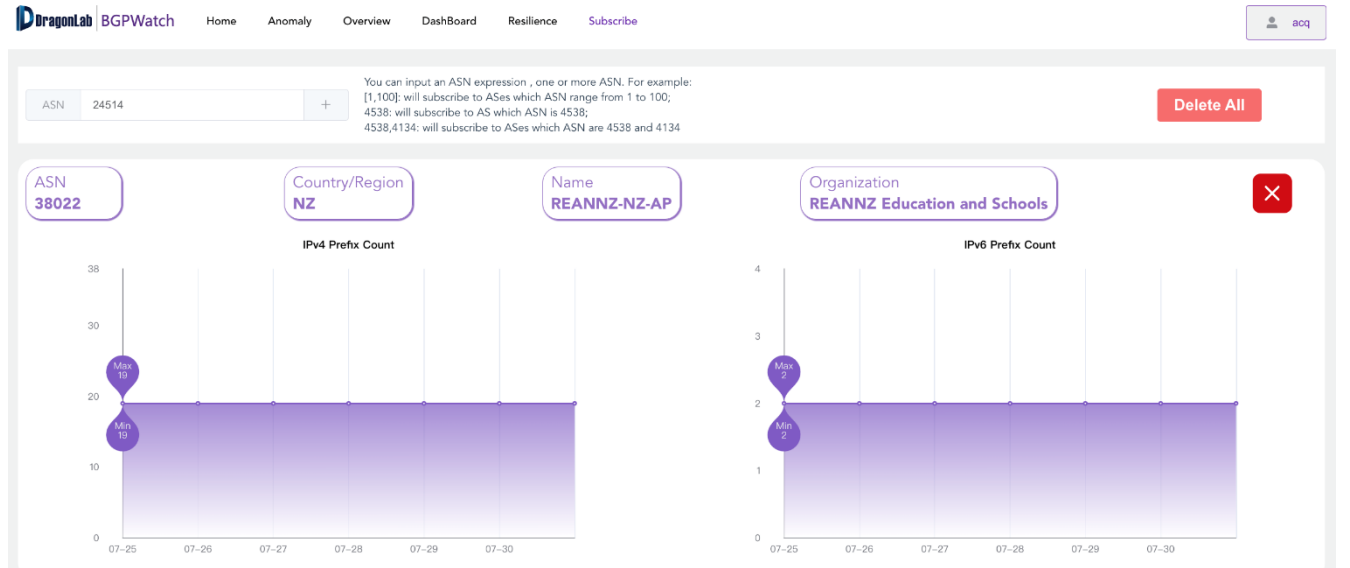 DragonLab BGPWatch Home Anomaly Overview DashBoard Resilience Subscribe acq
You can input an ASN expression , one or more ASN. For example:
[1,100]: will subscribe to ASes which ASN range from 1 to 100;
4538: will subscribe to AS which ASN is 4538;
4538,4134: will subscribe to ASes which ASN are 4538 and 4134
ASN 24514 +
Delete All
ASN
38022
Country/Region
NZ
Name
REANNZ-NZ-AP
Organization
REANNZ Education and Schools
IPv4 Prefix Count
38
30
20
10
0
Max
19
Min
19
07-25 07-26 07-27 07-28 07-29 07-30
IPv6 Prefix Count
4
3
2
1
0
Max
2
Min
2
07-25 07-26 07-27 07-28 07-29 07-30